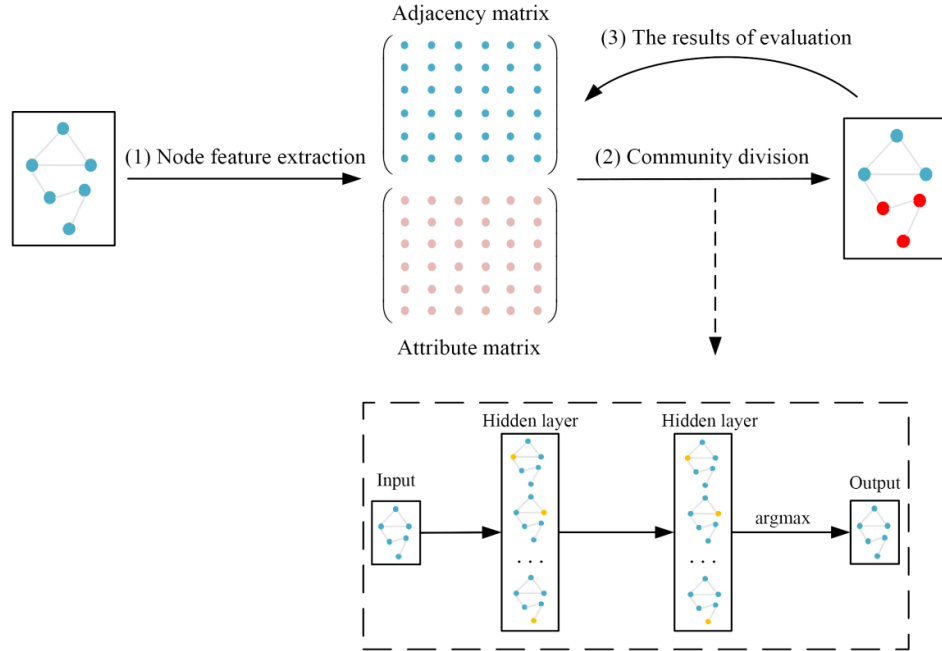 Adjacency matrix
(3) The results of evaluation
(1) Node feature extraction
(2) Community division
Attribute matrix
Hidden layer
Hidden layer
Input
Output
argmax
. . .
. . .